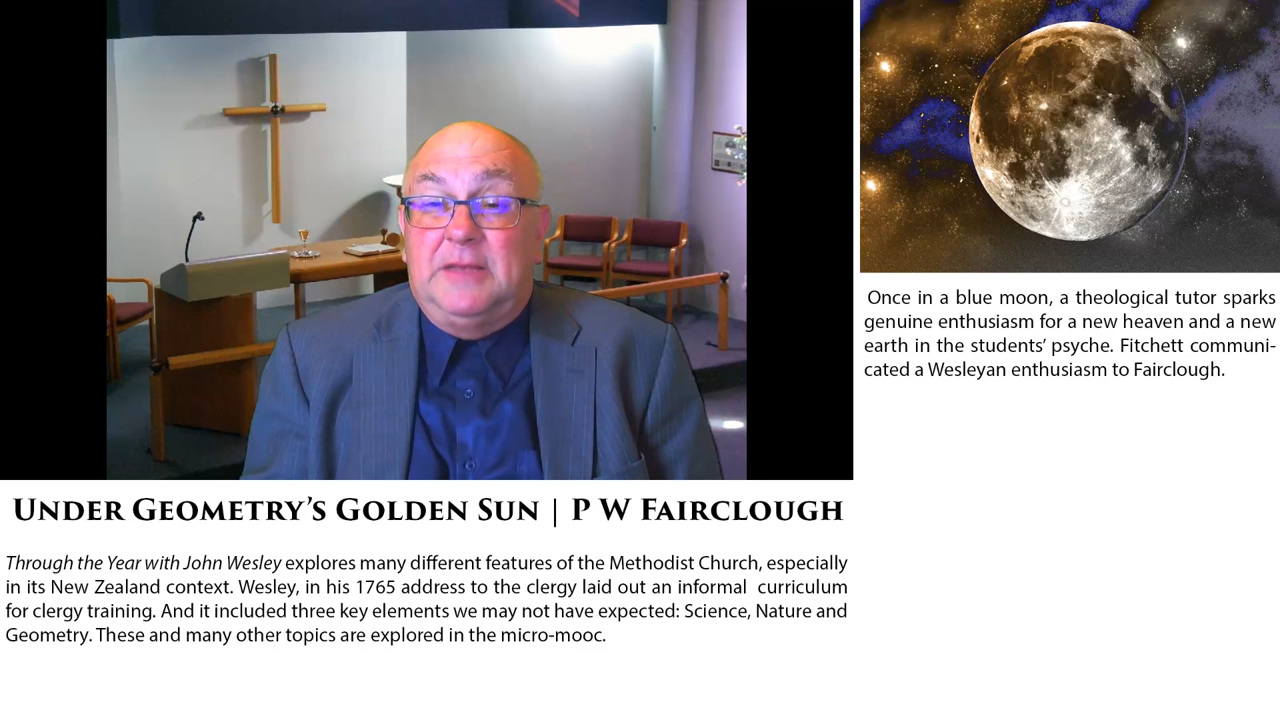 UNDER GEOMETRY'S GOLDEN SUN | P W FAIRCLOUGH
Through the Year with John Wesley explores many different features of the Methodist Church, especially
in its New Zealand context. Wesley, in his 1765 address to the clergy laid out an informal  curriculum
for clergy training. And it included three key elements we may not have expected: Science, Nature and
Geometry. These and many other topics are explored in the micro-mooc.
Once in a blue moon, a theological tutor sparks
genuine enthusiasm for a new heaven and a new
earth in the students' psyche. Fitchett communi-
cated a Wesleyan enthusiasm to Fairclough.